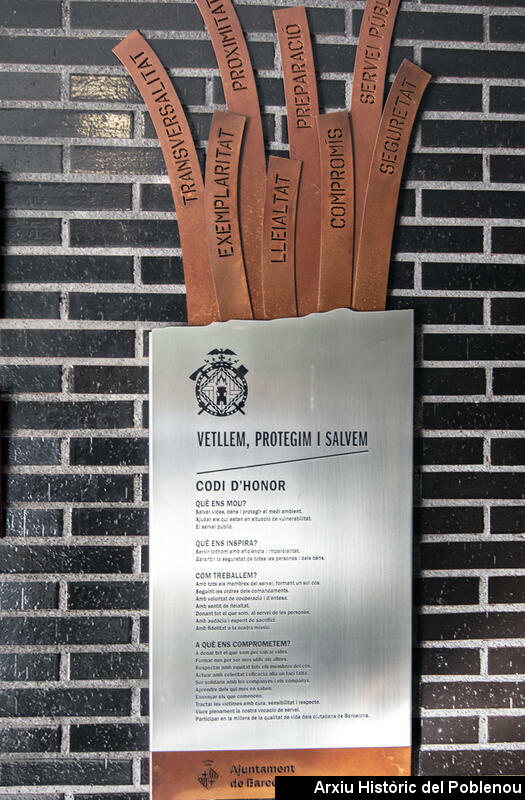 TRANSVERSALITAT
PROXIMITAT
PREPARACIÓ
SERVEI PÚBLIC
EXEMPLARITAT
LLEIALTAT
COMPROMÍS
SEGURETAT
VETLLEM, PROTEGIM I SALVEM
CODI D'HONOR
QUÈ ENS MOU?
Salvar vides, béns i protegir el medi ambient.
Ajudar els qui estan en situació de vulnerabilitat.
El servei públic.
QUÈ ENS INSPIRA?
Servir tothom amb eficiència i imparcialitat.
Garantir la seguretat de totes les persones i dels béns.
COM TREBALLEM?
Amb tots els membres del servei, formant un sol cos.
Seguint les ordres dels comandaments.
Amb voluntat de cooperació i d'entesa.
Amb sentit de lleialtat.
Donant tot el que som, al servei de les persones.
Amb audàcia i esperit de sacrifici.
Amb fidelitat a la nostra missió.
A QUÈ ENS COMPROMETEM?
A donar tot el que som per salvar vides.
Formar-nos per ser més útils als altres.
Respectar amb equitat tots els membres del cos.
Actuar amb celeritat i eficàcia allà on faci falta.
Ser solidaris amb les companyes i els companys.
Aprendre dels qui més en saben.
Ensenyar els que comencen.
Tractar les víctimes amb cura, sensibilitat i respecte.
Viure plenament la nostra vocació de servei.
Participar en la millora de la qualitat de vida dels ciutadans de Barcelona.
Ajuntament
de Barce
Arxiu Històric del Poblenou